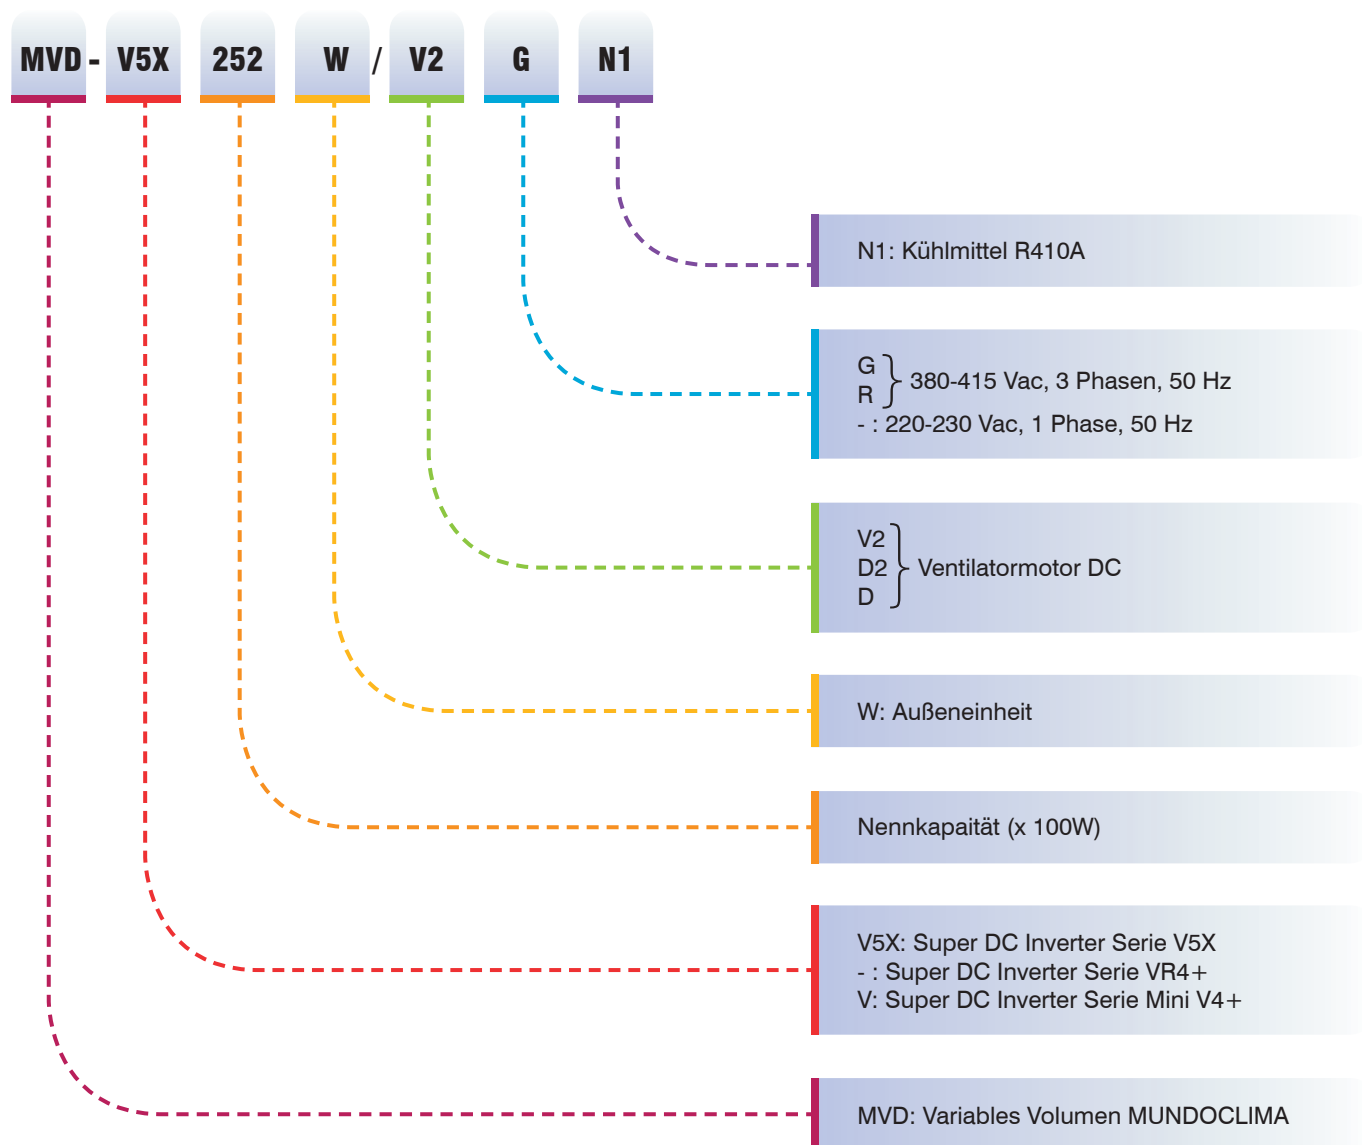 MVD - V5X 252 W / V2 G N1
N1: Kühlmittel R410A
G
R
380-415 Vac, 3 Phasen, 50 Hz
- : 220-230 Vac, 1 Phase, 50 Hz
V2
D2
D
Ventilatormotor DC
W: Außeneinheit
Nennkapaität (x 100W)
V5X: Super DC Inverter Serie V5X
- : Super DC Inverter Serie VR4+
V: Super DC Inverter Serie Mini V4+
MVD: Variables Volumen MUNDOCLIMA